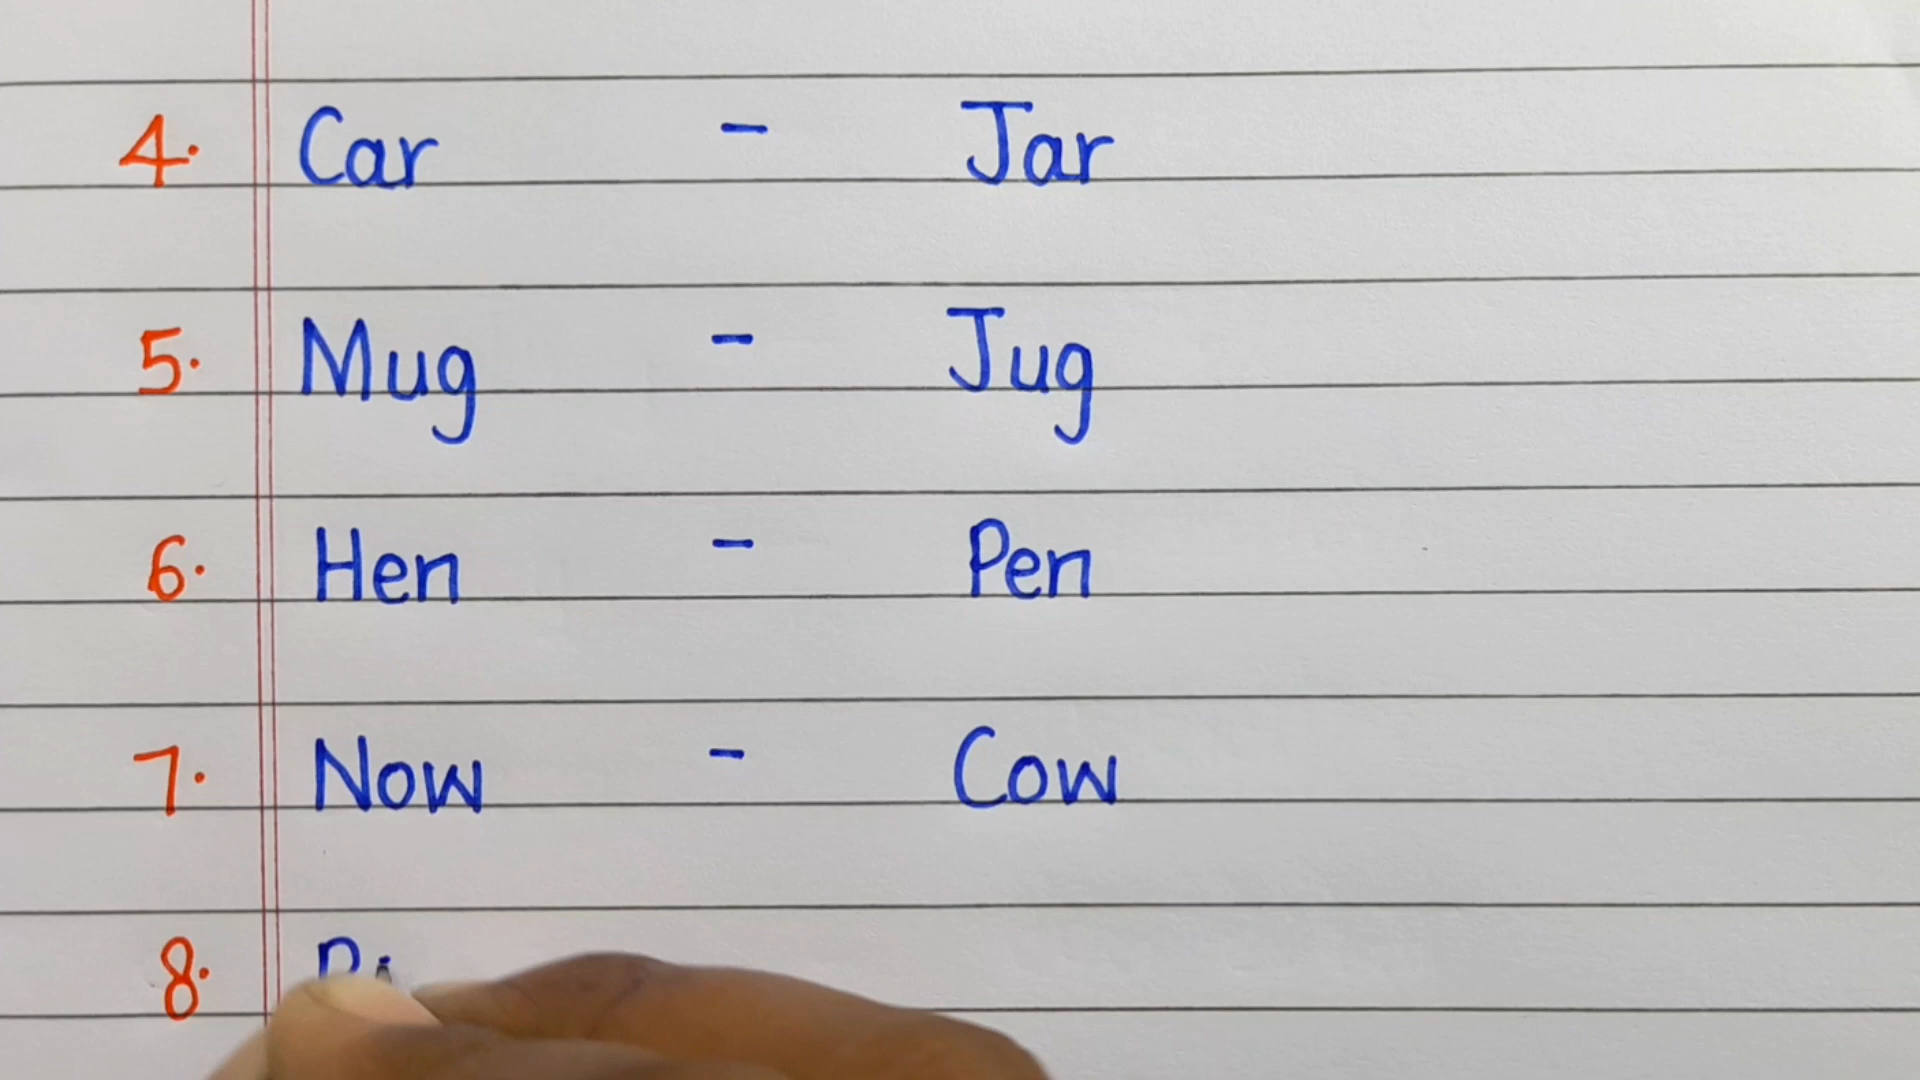 4. Car - Jar
5. Mug - Jug
6. Hen - Pen
7. Now - Cow
8.